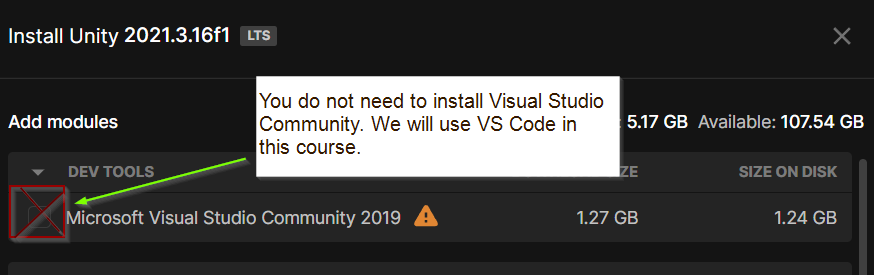 Install Unity 2021.3.16f1 LTS
You do not need to install Visual Studio
Community. We will use VS Code in
this course.
Add modules : 5.17 GB Available: 107.54 GB
DEV TOOLS ZE SIZE ON DISK
Microsoft Visual Studio Community 2019 1.27 GB 1.24 GB